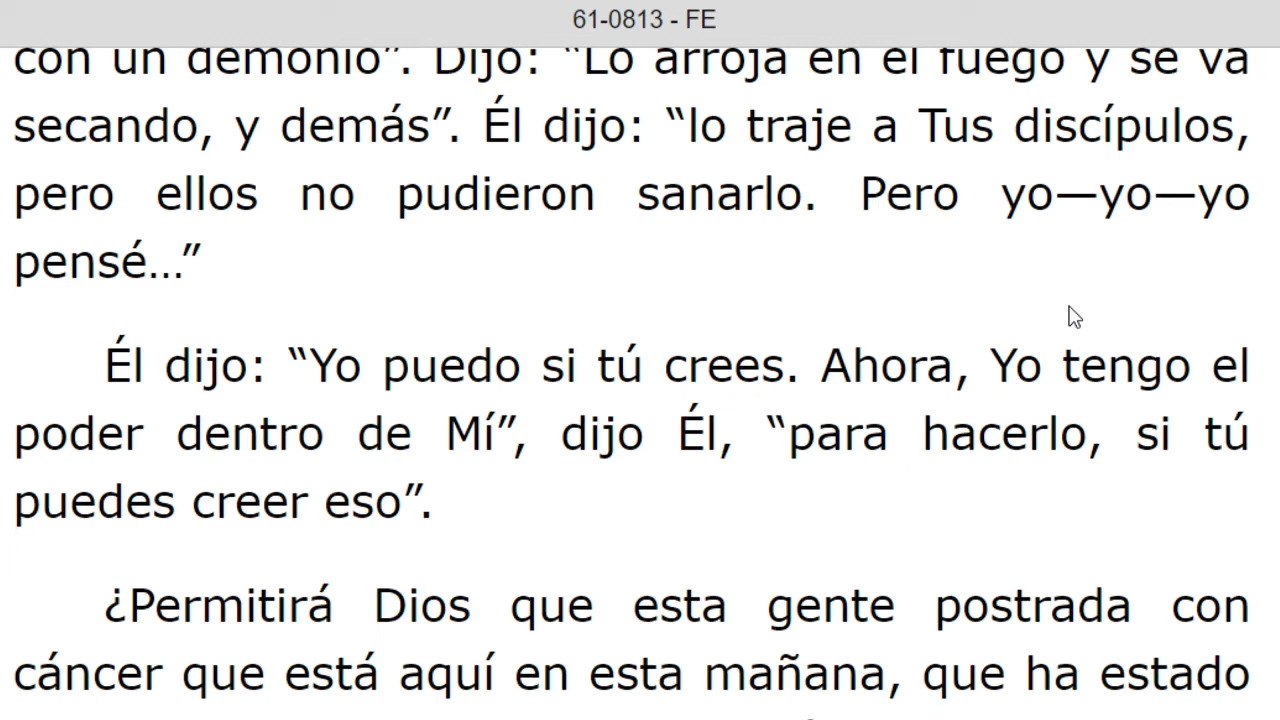 61-0813 - FE
con un demonio”. Dijo: “Lo arroja en el fuego y se va
secando, y demás”. Él dijo: “lo traje a Tus discípulos,
pero ellos no pudieron sanarlo. Pero yo—yo—yo
pensé…”
Él dijo: “Yo puedo si tú crees. Ahora, Yo tengo el
poder dentro de Mí”, dijo Él, “para hacerlo, si tú
puedes creer eso”.
¿Permitirá Dios que esta gente postrada con
cáncer que está aquí en esta mañana, que ha estado